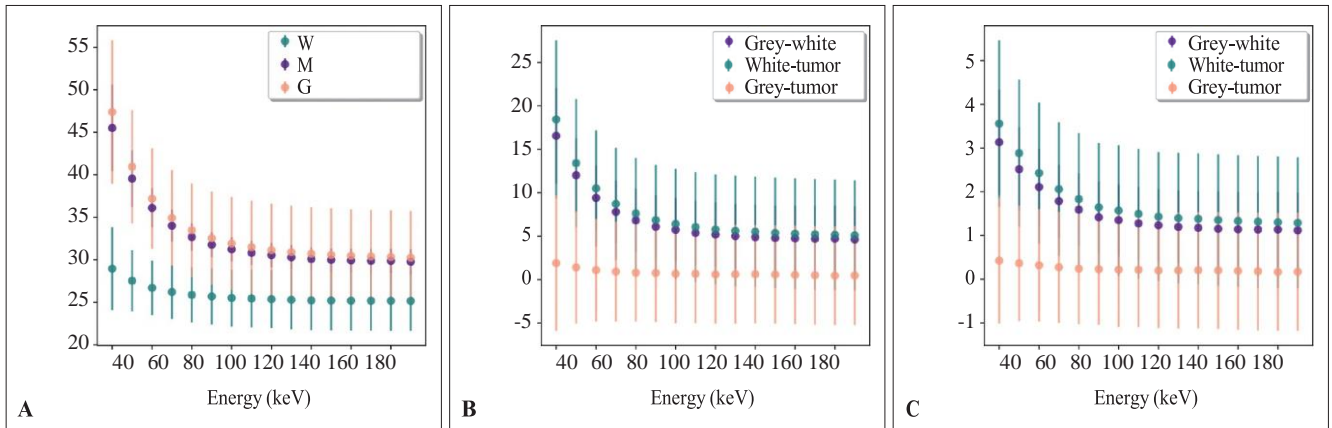 55
50
45
40
35
30
25
20
W
M
G
40 60 80 100 120 140 160 180
Energy (keV)
A
25
20
15
10
5
0
-5
Grey-white
White-tumor
Grey-tumor
40 60 80 100 120 140 160 180
Energy (keV)
B
5
4
3
2
1
0
-1
Grey-white
White-tumor
Grey-tumor
40 60 80 100 120 140 160 180
Energy (keV)
C